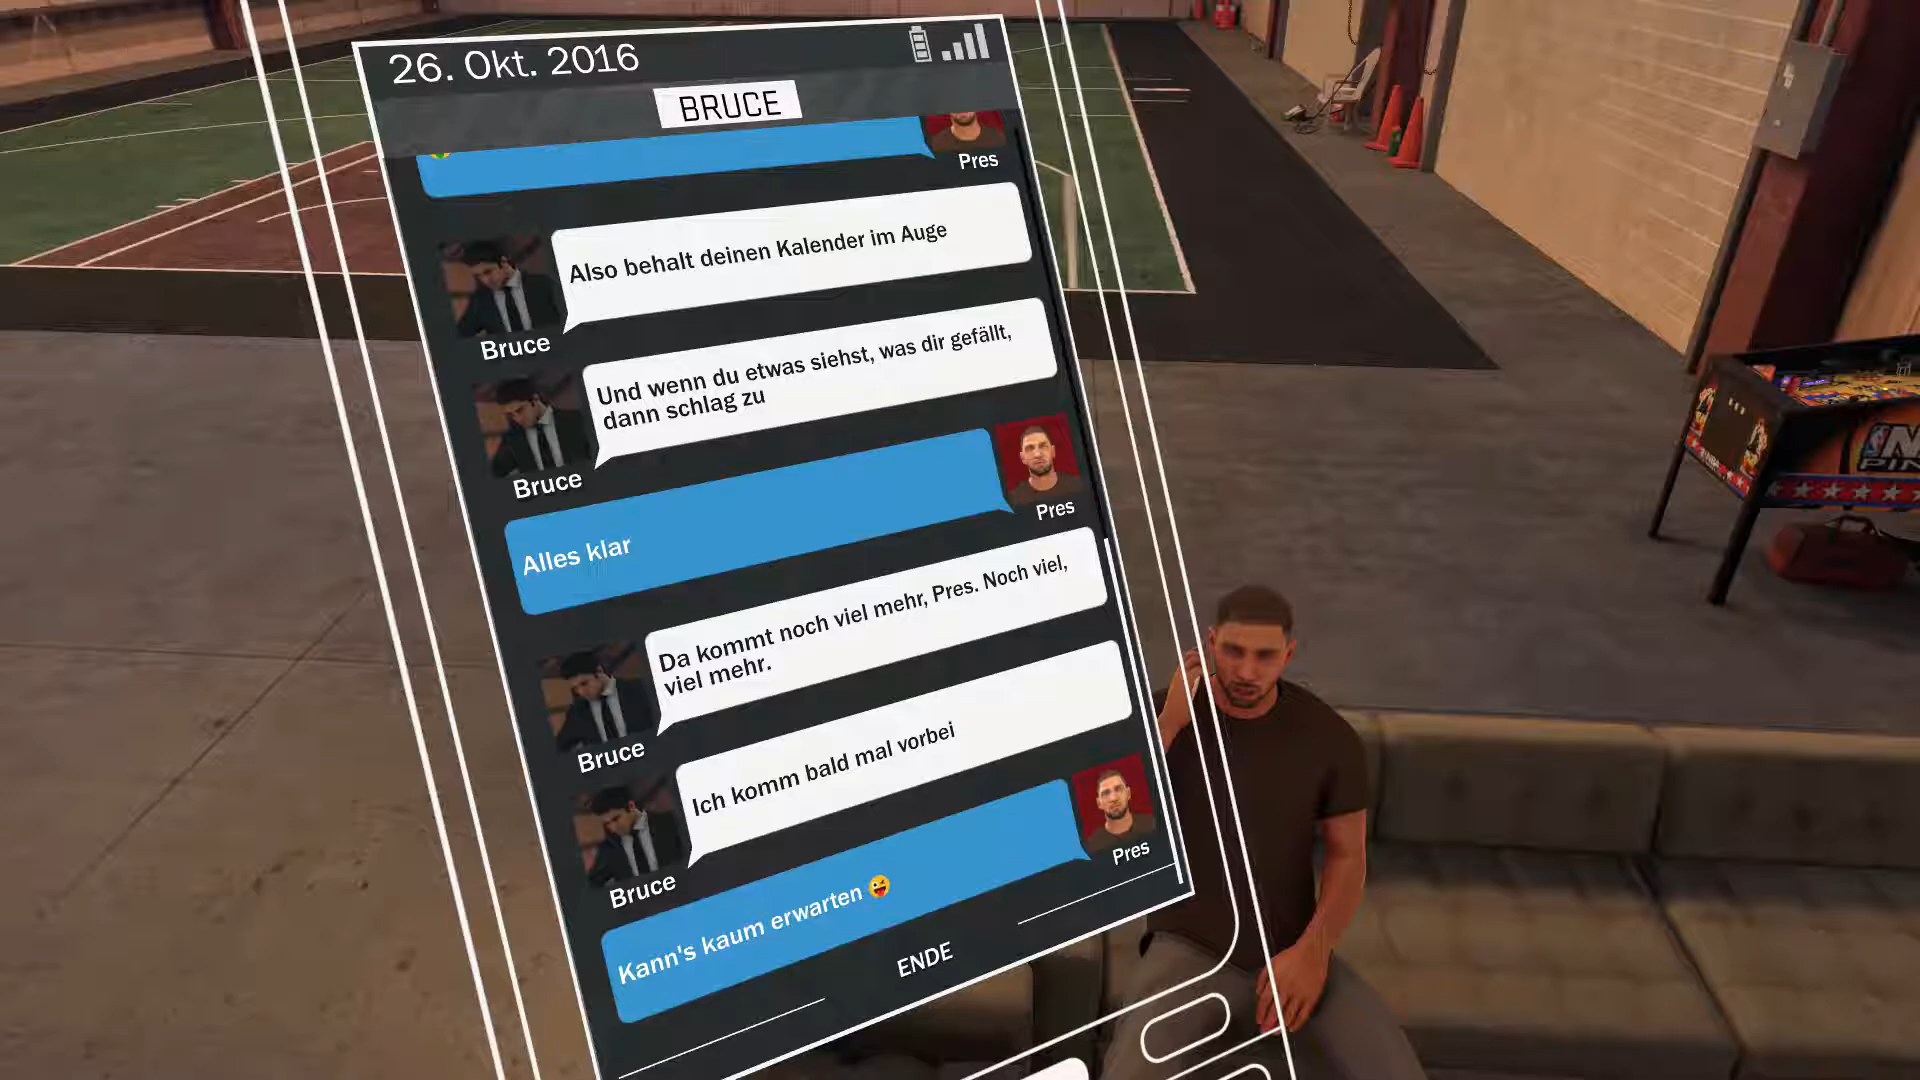 26. Okt. 2016
BRUCE
Pres
Also behalt deinen Kalender im Auge
Bruce
Und wenn du etwas siehst, was dir gefällt,
dann schlag zu
Bruce
Alles klar
Pres
Da kommt noch viel mehr, Pres. Noch viel,
viel mehr.
Bruce
Ich komm bald mal vorbei
Bruce
Kann's kaum erwarten 😜
Pres
ENDE